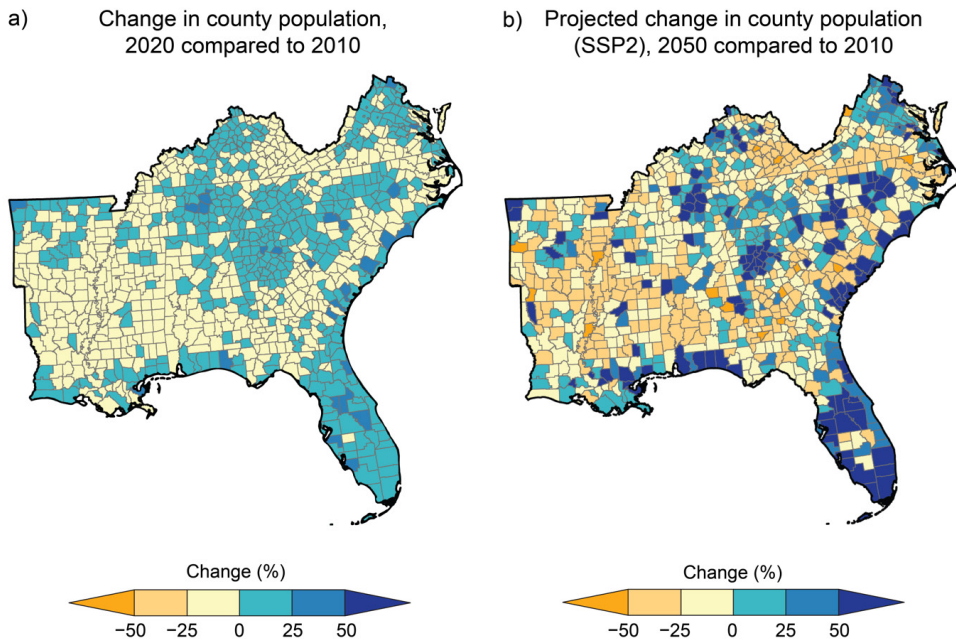 a) Change in county population,
2020 compared to 2010
b) Projected change in county population
(SSP2), 2050 compared to 2010
Change (%)
−50 −25 0 25 50
Change (%)
−50 −25 0 25 50